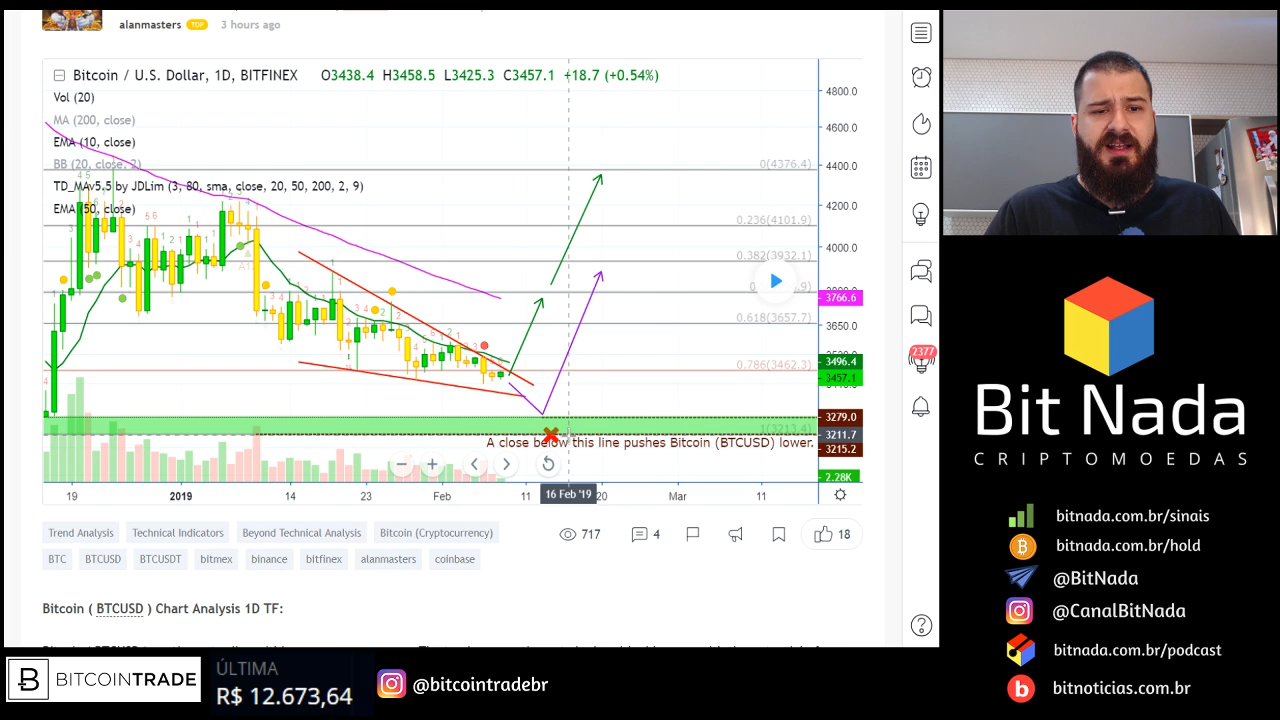 alanmasters TOP 3 hours ago
Bitcoin / U.S. Dollar, 1D, BITFINEX O3438.4 H3458.5 L3425.3 C3457.1 +18.7 (+0.54%)
Vol (20)
MA (200, close)
EMA (10, close)
BB (20, close, 2)
TD_MAv5,5 by JDLim (3, 80, sma, close, 20, 50, 200, 2, 9)
EMA (50, close)
0(4376.4)
0.236(4101.9)
0.382(3932.1)
0.618(3657.7)
0.786(3462.3)
1(3213.4)
A close below this line pushes Bitcoin (BTCUSD) lower.
4800.0
4600.0
4400.0
4200.0
4000.0
3766.6
3650.0
3496.4
3457.1
3279.0
3211.7
3215.2
2.28K
19 2019 14 23 Feb 11 16 Feb '19 20 Mar 11
Trend Analysis Technical Indicators Beyond Technical Analysis Bitcoin (Cryptocurrency)
717 4 18
BTC BTCUSD BTCUSDT bitmex binance bitfinex alanmasters coinbase
Bitcoin ( BTCUSD ) Chart Analysis 1D TF:
2377
Bit Nada
CRIPTOMOEDAS
bitnada.com.br/sinais
bitnada.com.br/hold
@BitNada
@CanalBitNada
bitnada.com.br/podcast
bitnoticias.com.br
BITCOINTRADE
ÚLTIMA
R$ 12.673,64
@bitcointradebr